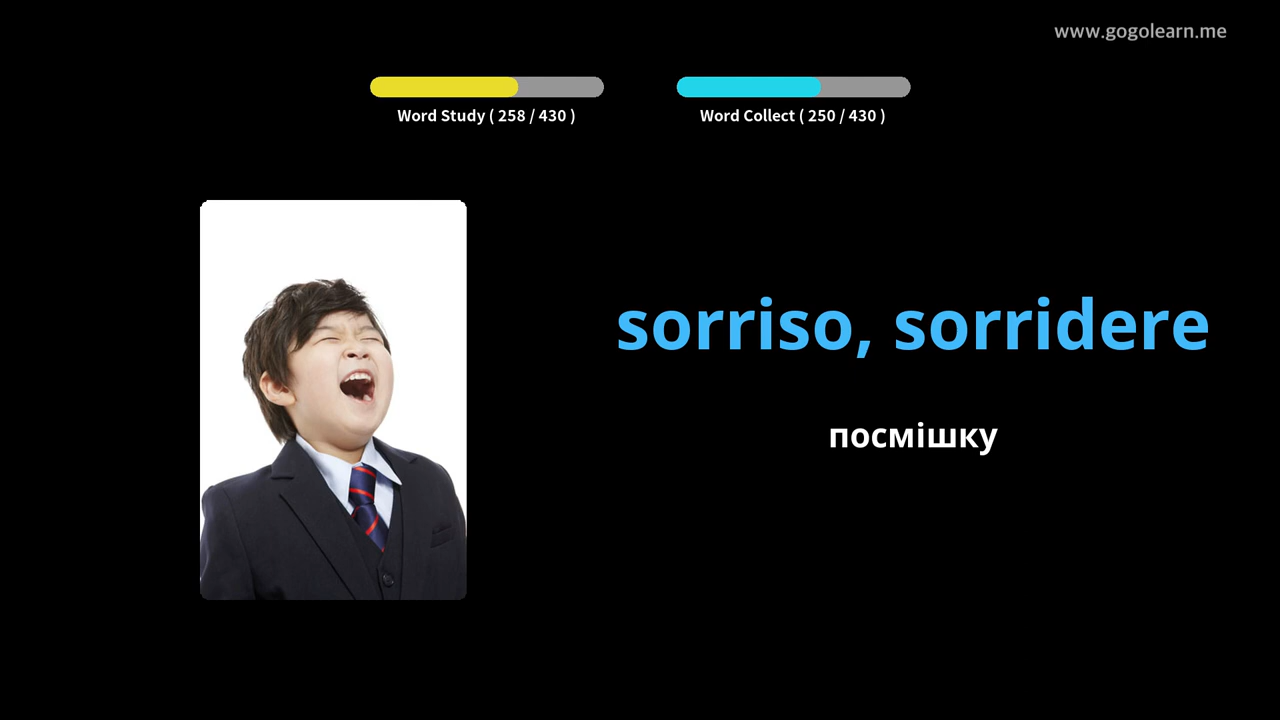 www.gogolearn.me
Word Study ( 258 / 430 )
Word Collect ( 250 / 430 )
sorriso, sorridere
посмішку